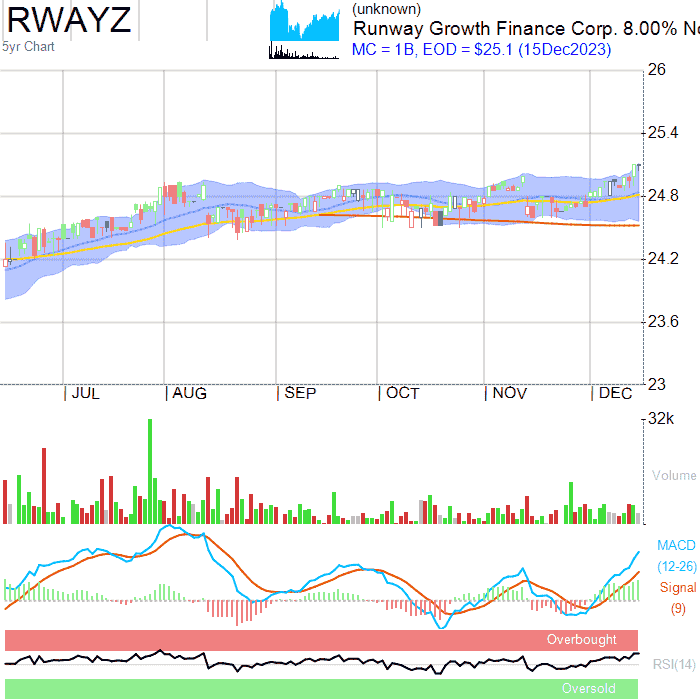 RWAYZ
5yr Chart
(unknown)
Runway Growth Finance Corp. 8.00% No
MC = 1B, EOD = $25.1 (15Dec2023)
26
25.4
24.8
24.2
23.6
23
JUL AUG SEP OCT NOV DEC
32k
Volume
MACD
(12-26)
Signal
(9)
Overbought
RSI(14)
Oversold